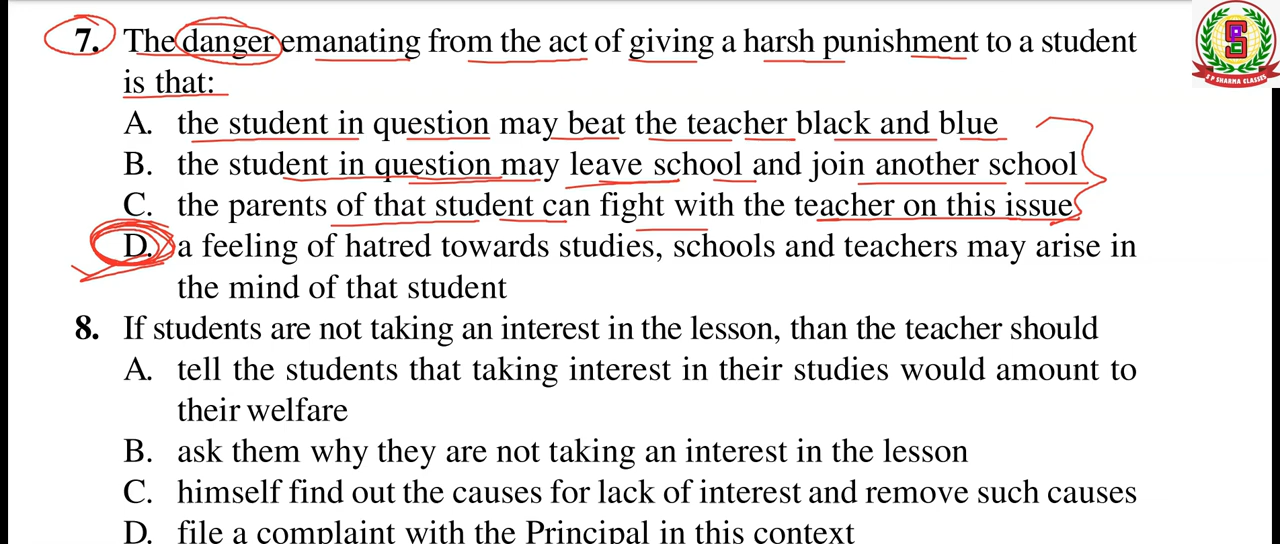 7. The danger emanating from the act of giving a harsh punishment to a student
is that:
A. the student in question may beat the teacher black and blue
B. the student in question may leave school and join another school
C. the parents of that student can fight with the teacher on this issue
D. a feeling of hatred towards studies, schools and teachers may arise in
the mind of that student
8. If students are not taking an interest in the lesson, than the teacher should
A. tell the students that taking interest in their studies would amount to
their welfare
B. ask them why they are not taking an interest in the lesson
C. himself find out the causes for lack of interest and remove such causes
D. file a complaint with the Principal in this context
S P SHARMA CLASSES